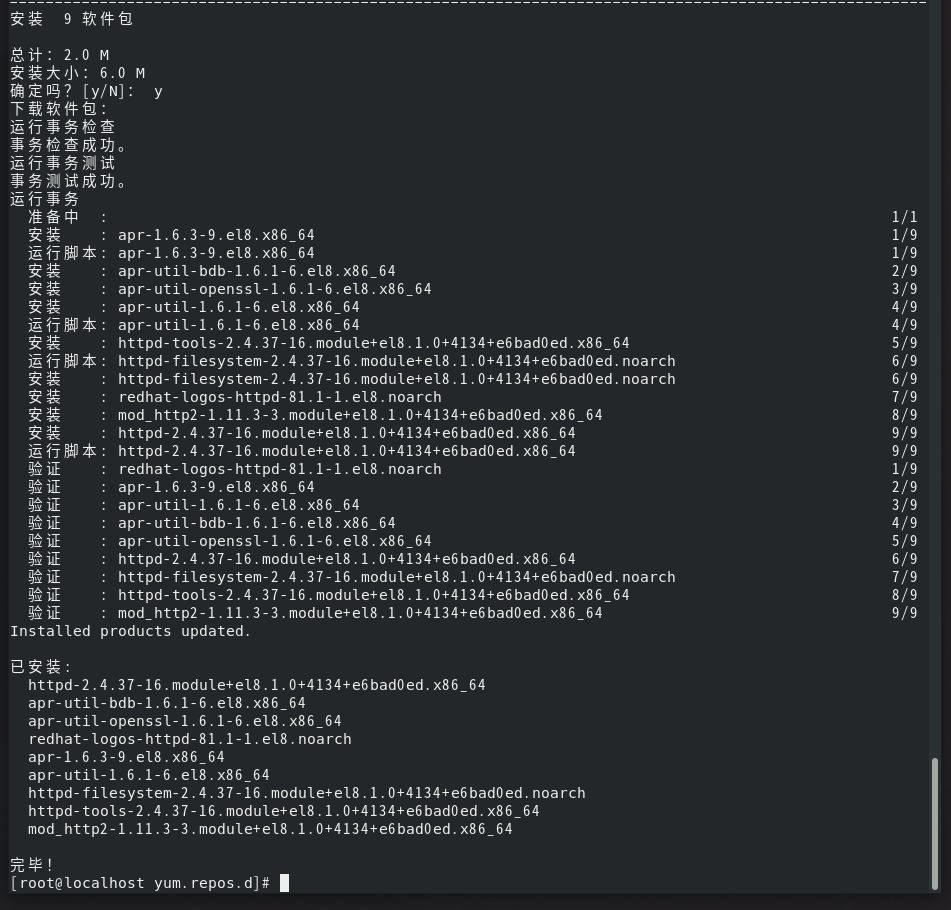 安装  9 软件包
总计：2.0 M
安装大小：6.0 M
确定吗？[y/N]： y
下载软件包：
运行事务检查
事务检查成功。
运行事务测试
事务测试成功。
运行事务
  准备中  :                                                                                      1/1
  安装    : apr-1.6.3-9.el8.x86_64                                                                1/9
  运行脚本: apr-1.6.3-9.el8.x86_64                                                                1/9
  安装    : apr-util-bdb-1.6.1-6.el8.x86_64                                                       2/9
  安装    : apr-util-openssl-1.6.1-6.el8.x86_64                                                   3/9
  安装    : apr-util-1.6.1-6.el8.x86_64                                                           4/9
  运行脚本: apr-util-1.6.1-6.el8.x86_64                                                           4/9
  安装    : httpd-tools-2.4.37-16.module+el8.1.0+4134+e6bad0ed.x86_64                             5/9
  运行脚本: httpd-filesystem-2.4.37-16.module+el8.1.0+4134+e6bad0ed.noarch                        6/9
  安装    : httpd-filesystem-2.4.37-16.module+el8.1.0+4134+e6bad0ed.noarch                        6/9
  安装    : redhat-logos-httpd-81.1-1.el8.noarch                                                  7/9
  安装    : mod_http2-1.11.3-3.module+el8.1.0+4134+e6bad0ed.x86_64                                8/9
  安装    : httpd-2.4.37-16.module+el8.1.0+4134+e6bad0ed.x86_64                                   9/9
  运行脚本: httpd-2.4.37-16.module+el8.1.0+4134+e6bad0ed.x86_64                                   9/9
  验证    : redhat-logos-httpd-81.1-1.el8.noarch                                                  1/9
  验证    : apr-1.6.3-9.el8.x86_64                                                                2/9
  验证    : apr-util-1.6.1-6.el8.x86_64                                                           3/9
  验证    : apr-util-bdb-1.6.1-6.el8.x86_64                                                       4/9
  验证    : apr-util-openssl-1.6.1-6.el8.x86_64                                                   5/9
  验证    : httpd-2.4.37-16.module+el8.1.0+4134+e6bad0ed.x86_64                                   6/9
  验证    : httpd-filesystem-2.4.37-16.module+el8.1.0+4134+e6bad0ed.noarch                        7/9
  验证    : httpd-tools-2.4.37-16.module+el8.1.0+4134+e6bad0ed.x86_64                             8/9
  验证    : mod_http2-1.11.3-3.module+el8.1.0+4134+e6bad0ed.x86_64                                9/9
Installed products updated.
已安装:
  httpd-2.4.37-16.module+el8.1.0+4134+e6bad0ed.x86_64
  apr-util-bdb-1.6.1-6.el8.x86_64
  apr-util-openssl-1.6.1-6.el8.x86_64
  redhat-logos-httpd-81.1-1.el8.noarch
  apr-1.6.3-9.el8.x86_64
  apr-util-1.6.1-6.el8.x86_64
  httpd-filesystem-2.4.37-16.module+el8.1.0+4134+e6bad0ed.noarch
  httpd-tools-2.4.37-16.module+el8.1.0+4134+e6bad0ed.x86_64
  mod_http2-1.11.3-3.module+el8.1.0+4134+e6bad0ed.x86_64
完毕！
[root@localhost yum.repos.d]#